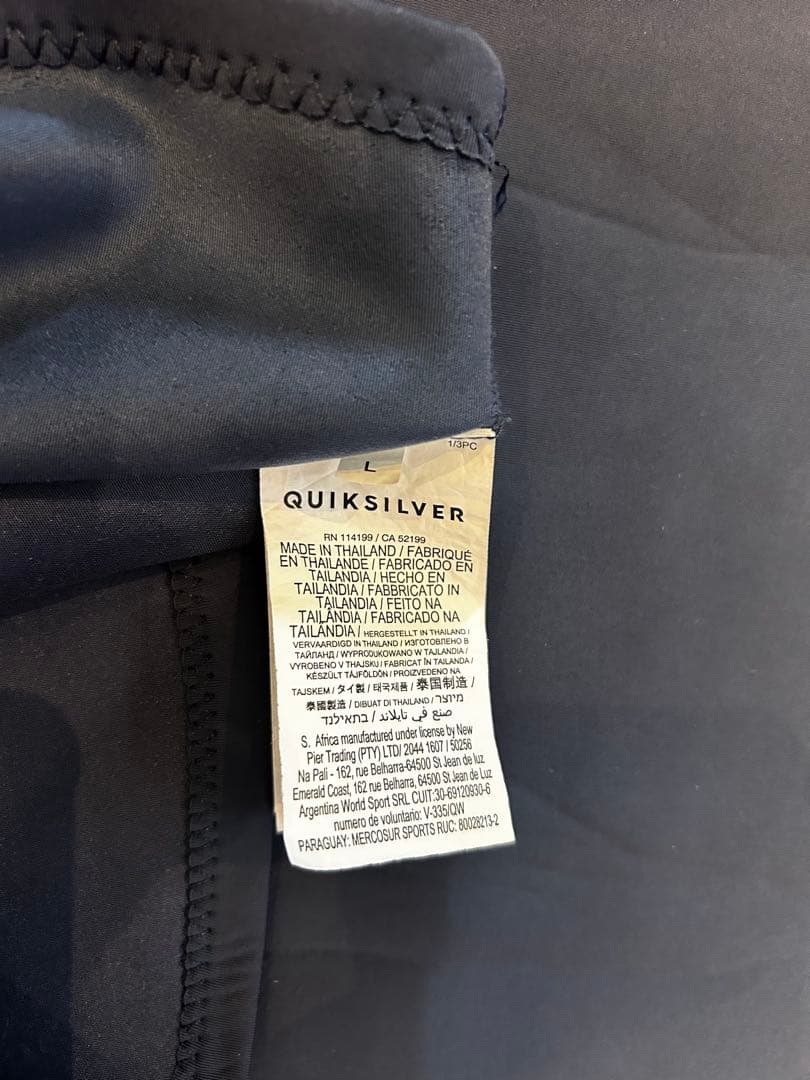 1/3PC
L
QUIKSILVER
RN 114199 / CA 52199
MADE IN THAILAND / FABRIQUÉ
EN THAILANDE / FABRICADO EN
TAILANDIA / HECHO EN
TAILANDIA / FABBRICATO IN
TAILANDIA / FEITO NA
TAILÂNDIA / FABRICADO NA
TAILÂNDIA / HERGESTELLT IN THAILAND /
VERVAARDIGD IN THAILAND / ИЗГОТОВЛЕНО В
ТАЙЛАНД / WYPRODUKOWANO W TAJLANDIA /
VYROBENO V THAJSKU / FABRICAT ÎN TAILANDA /
KÉSZÜLT TÁJFÖLDÖN / PROIZVEDENO NA
TAJSKEM / タイ製 / 태국제품 / 泰国制造 /
泰國製造 / DIBUAT DI THAILAND / מיוצר
בתאילנד / صنع في تايلاند
S. Africa manufactured under license by New
Pier Trading (PTY) LTD/ 2044 1607 / 50256
Na Pali - 162, rue Belharra-64500 St Jean de luz
Emerald Coast, 162 rue Belharra, 64500 St Jean de Luz
Argentina World Sport SRL CUIT:30-69120930-6
numero de voluntario: V-335/QW
PARAGUAY: MERCOSUR SPORTS RUC: 80028213-2